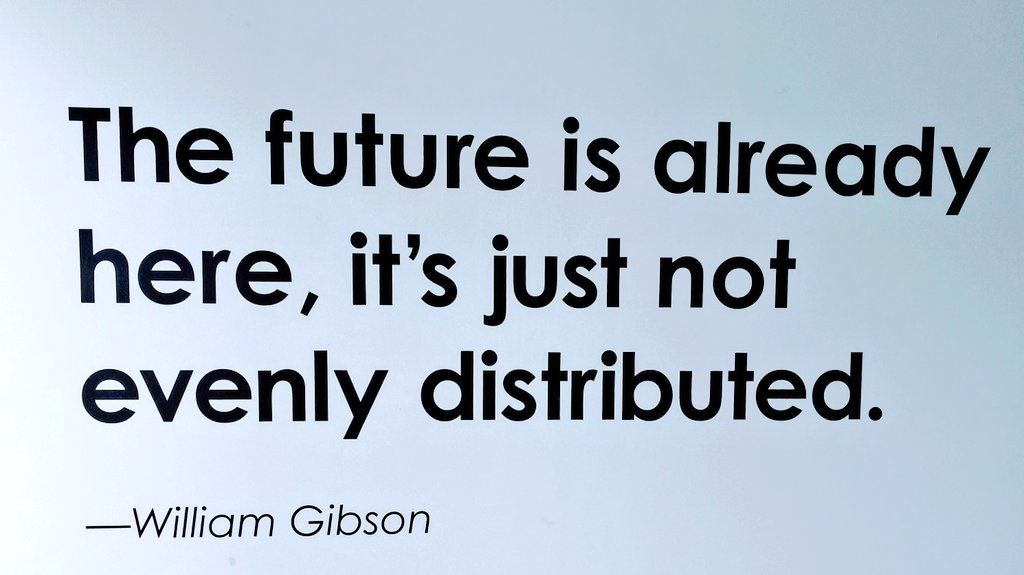 The future is already
here, it’s just not
evenly distributed.
—William Gibson